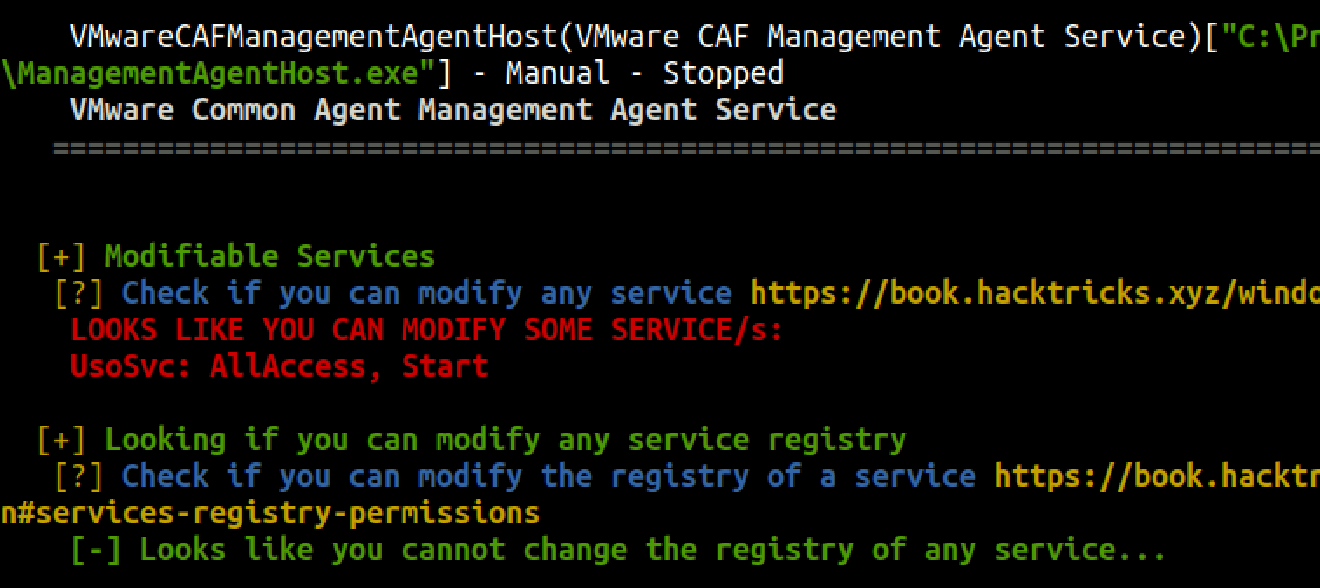 VMwareCAFManagementAgentHost(VMware CAF Management Agent Service)["C:\Pr
\ManagementAgentHost.exe"] - Manual - Stopped
VMware Common Agent Management Agent Service
=========================================================================
[+] Modifiable Services
[?] Check if you can modify any service https://book.hacktricks.xyz/windo
LOOKS LIKE YOU CAN MODIFY SOME SERVICE/s:
UsoSvc: AllAccess, Start
[+] Looking if you can modify any service registry
[?] Check if you can modify the registry of a service https://book.hacktr
n#services-registry-permissions
[-] Looks like you cannot change the registry of any service...